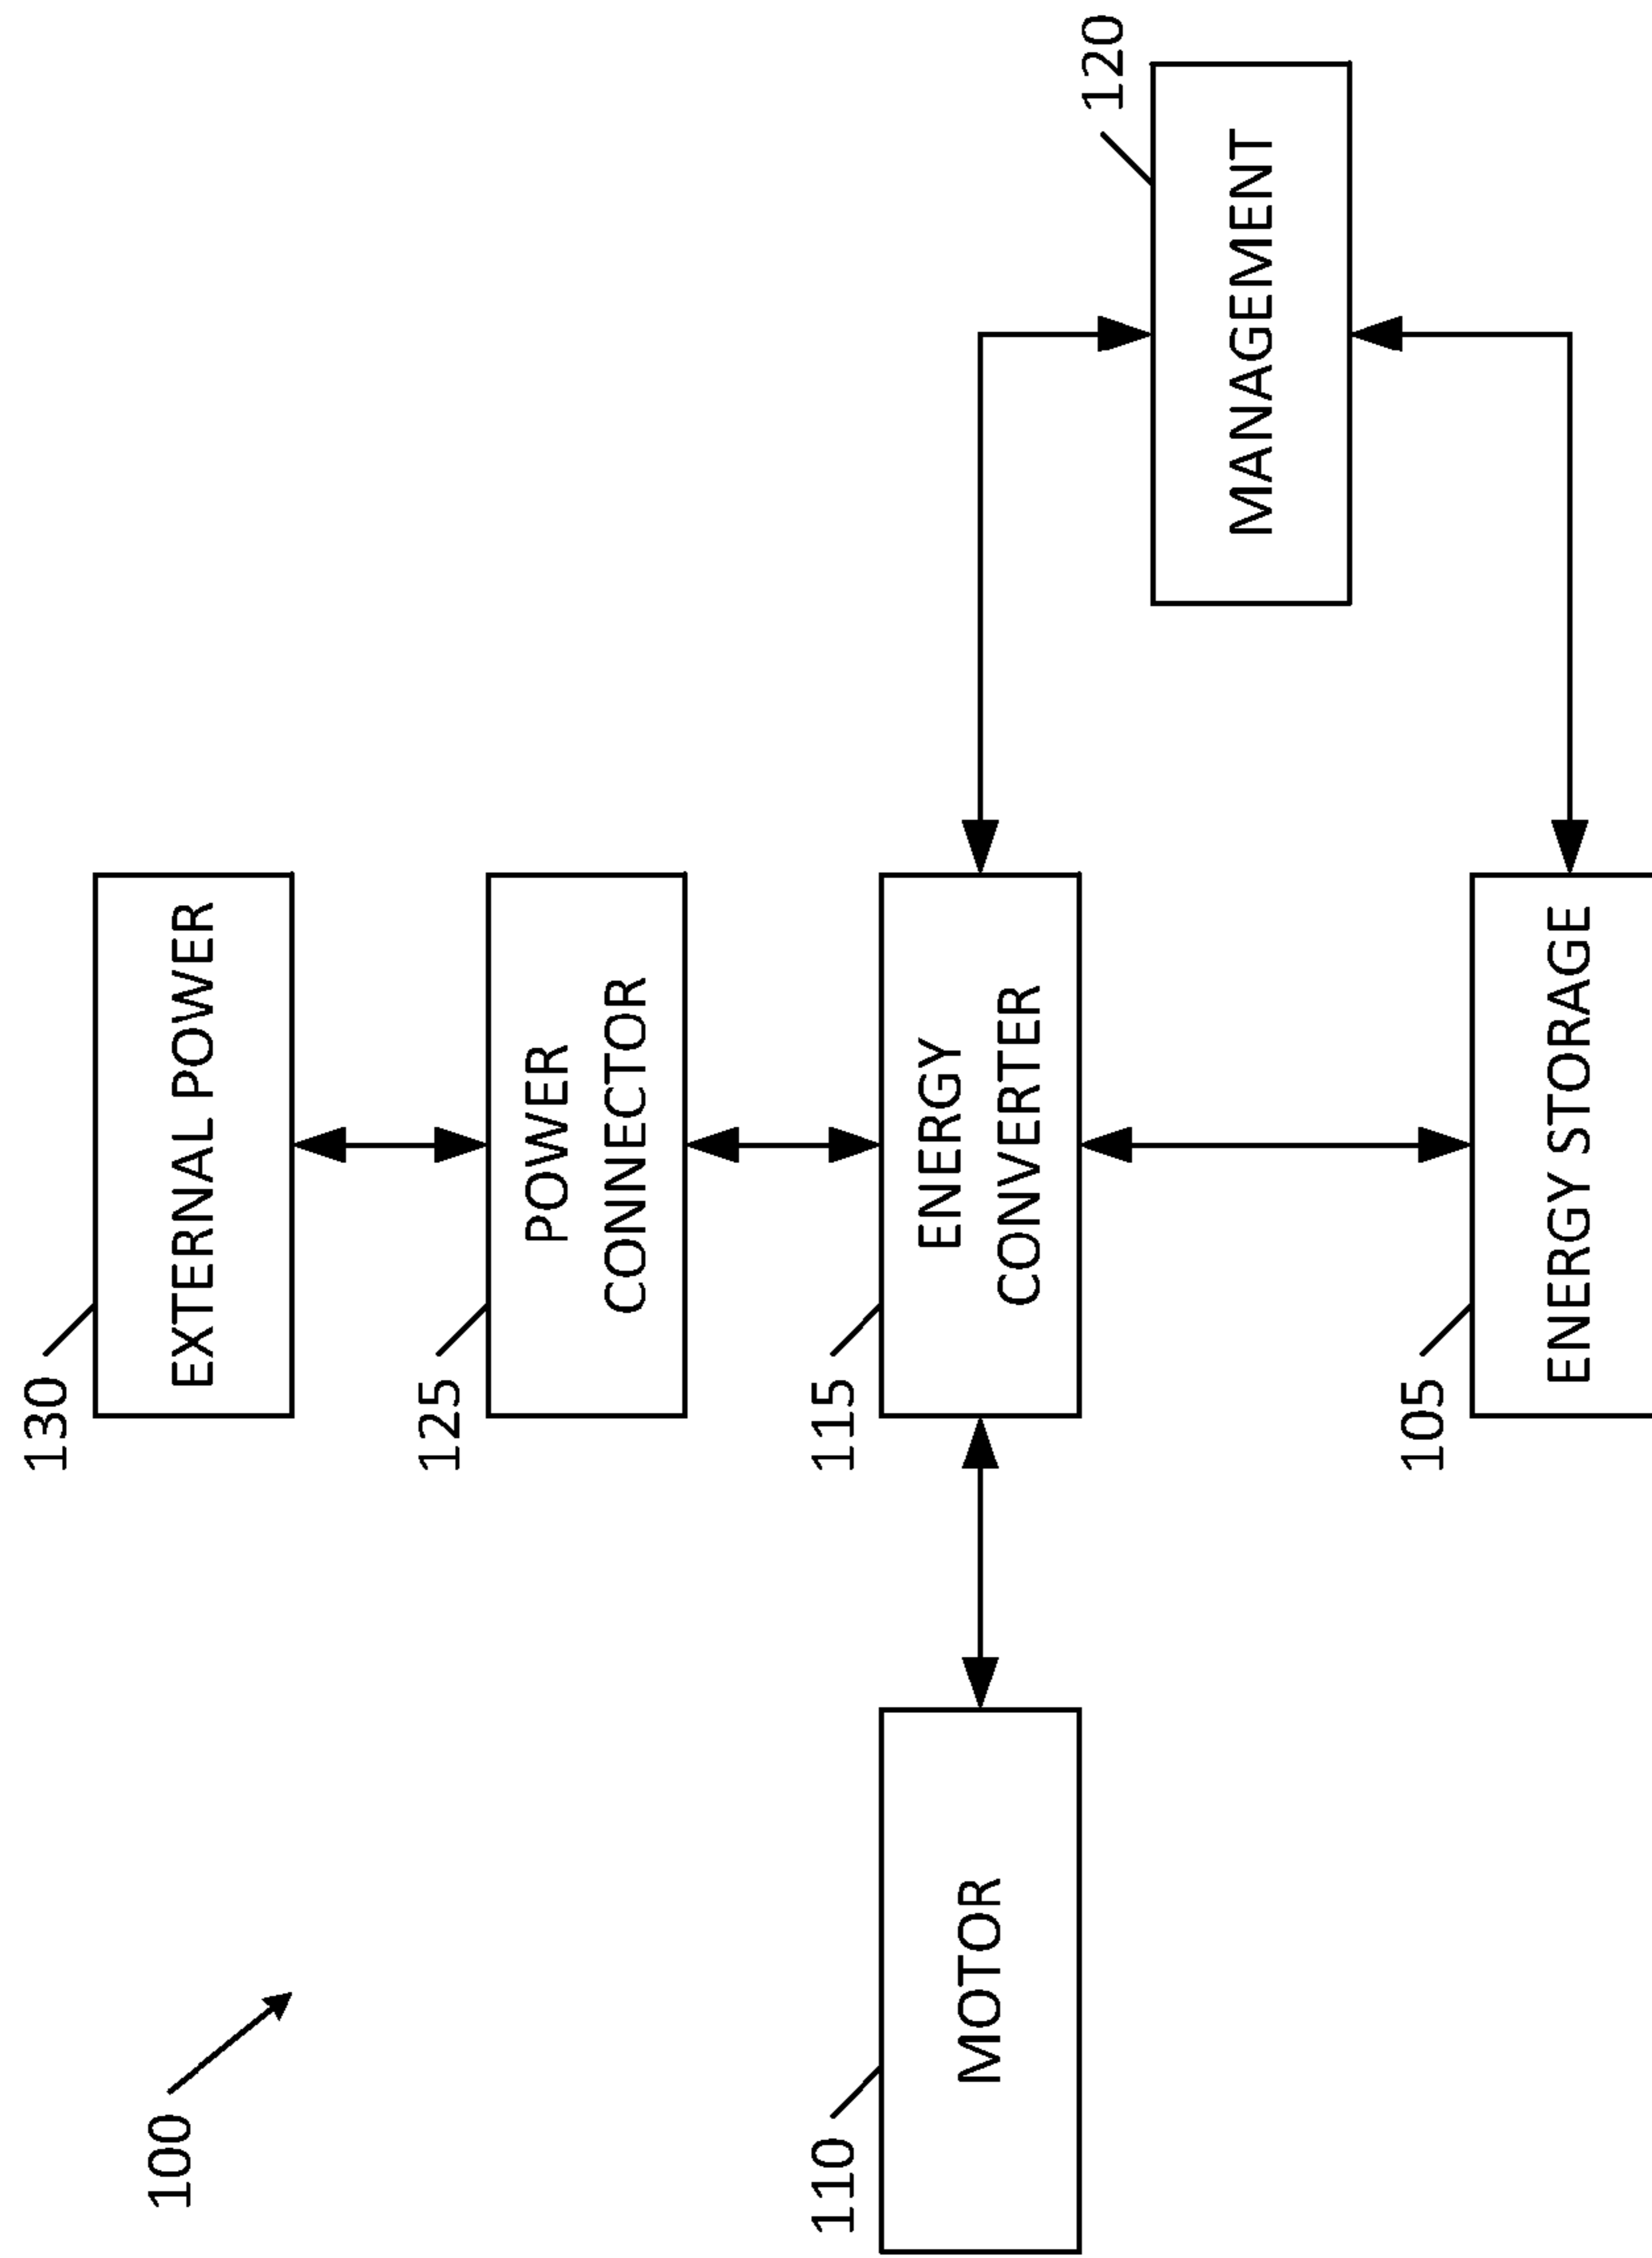 100
130
EXTERNAL POWER
125
POWER
CONNECTOR
110
MOTOR
115
ENERGY
CONVERTER
120
MANAGEMENT
105
ENERGY STORAGE